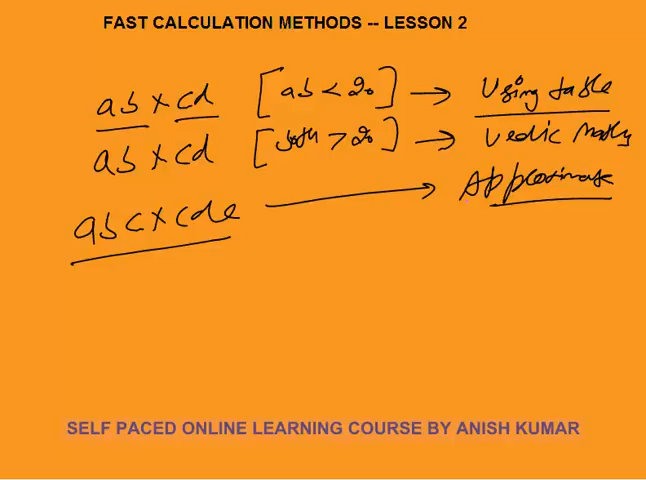 FAST CALCULATION METHODS -- LESSON 2
ab x cd [ab < 20] → Using table
ab x cd [both > 20] → Vedic Maths
abc x cde → Approximate
SELF PACED ONLINE LEARNING COURSE BY ANISH KUMAR